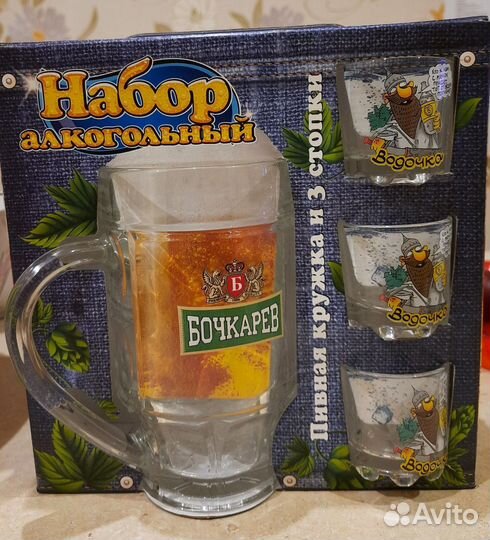 Набор
алкогольный
Пивная кружка и 3 стопки
Б
БОЧКАРЕВ
Водочка
Водочка
Водочка
Avito